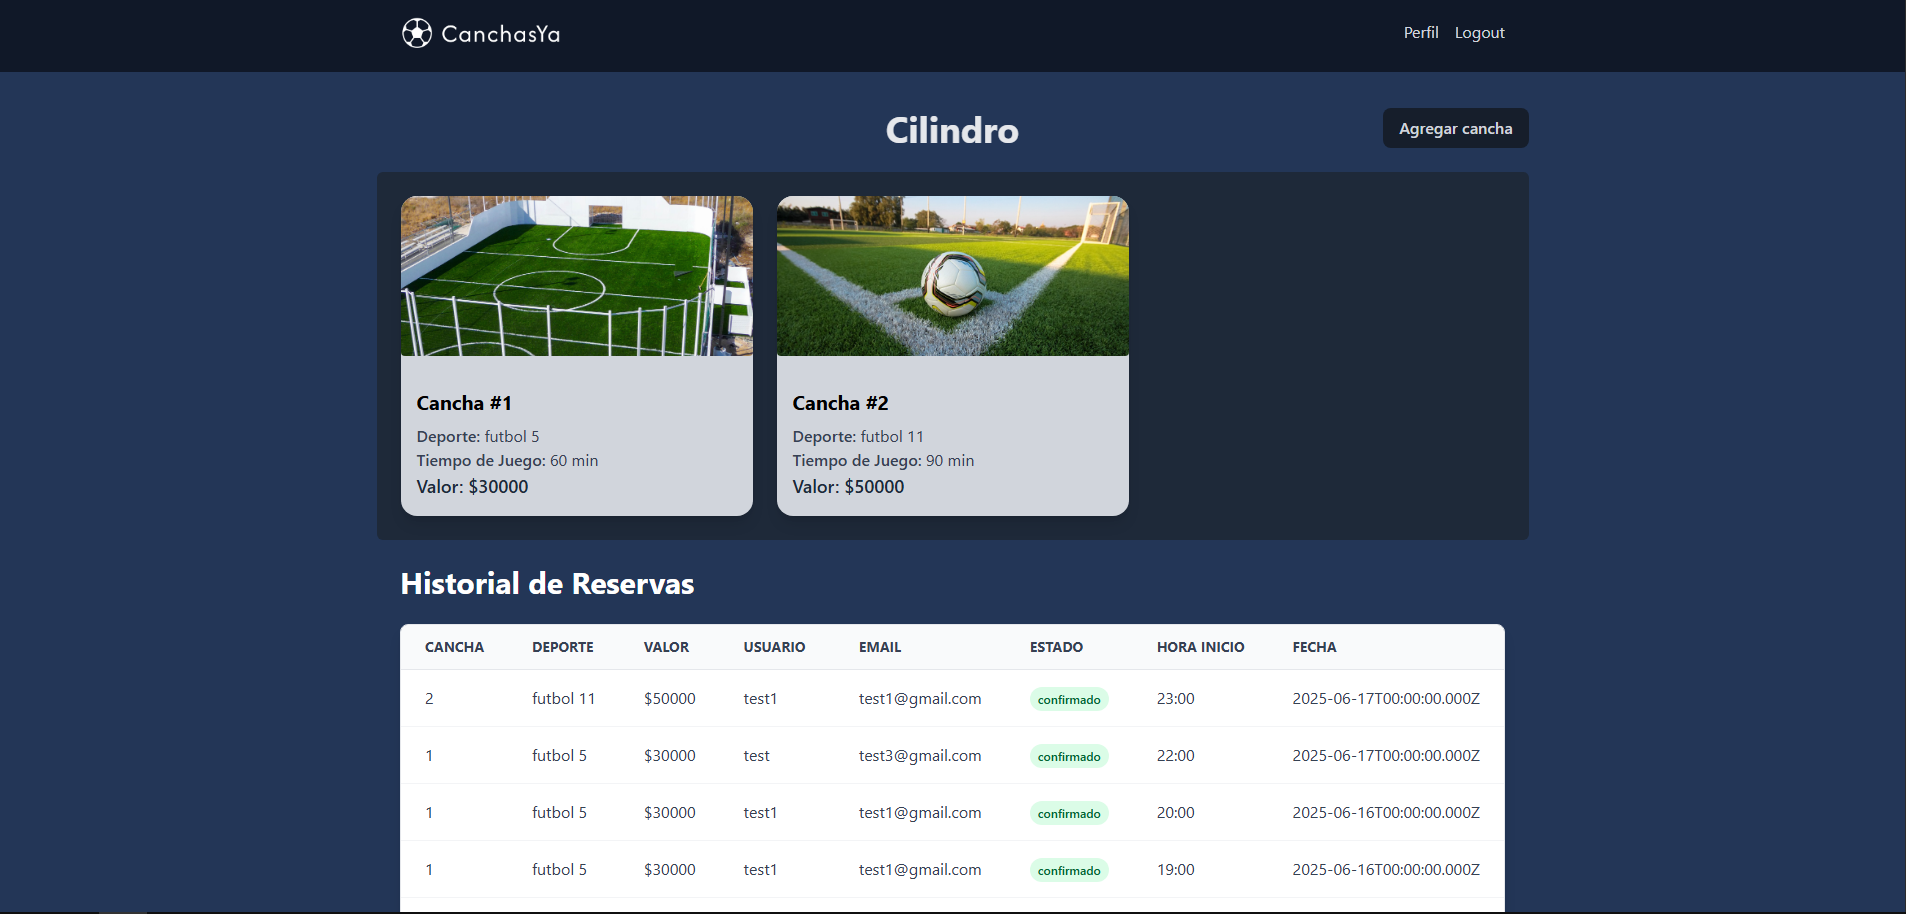 CanchasYa
Perfil Logout
Cilindro
Agregar cancha
Cancha #1
Deporte: futbol 5
Tiempo de Juego: 60 min
Valor: $30000
Cancha #2
Deporte: futbol 11
Tiempo de Juego: 90 min
Valor: $50000
Historial de Reservas
CANCHA DEPORTE VALOR USUARIO EMAIL ESTADO HORA INICIO FECHA
2 futbol 11 $50000 test1 test1@gmail.com confirmado 23:00 2025-06-17T00:00:00.000Z
1 futbol 5 $30000 test test3@gmail.com confirmado 22:00 2025-06-17T00:00:00.000Z
1 futbol 5 $30000 test1 test1@gmail.com confirmado 20:00 2025-06-16T00:00:00.000Z
1 futbol 5 $30000 test1 test1@gmail.com confirmado 19:00 2025-06-16T00:00:00.000Z